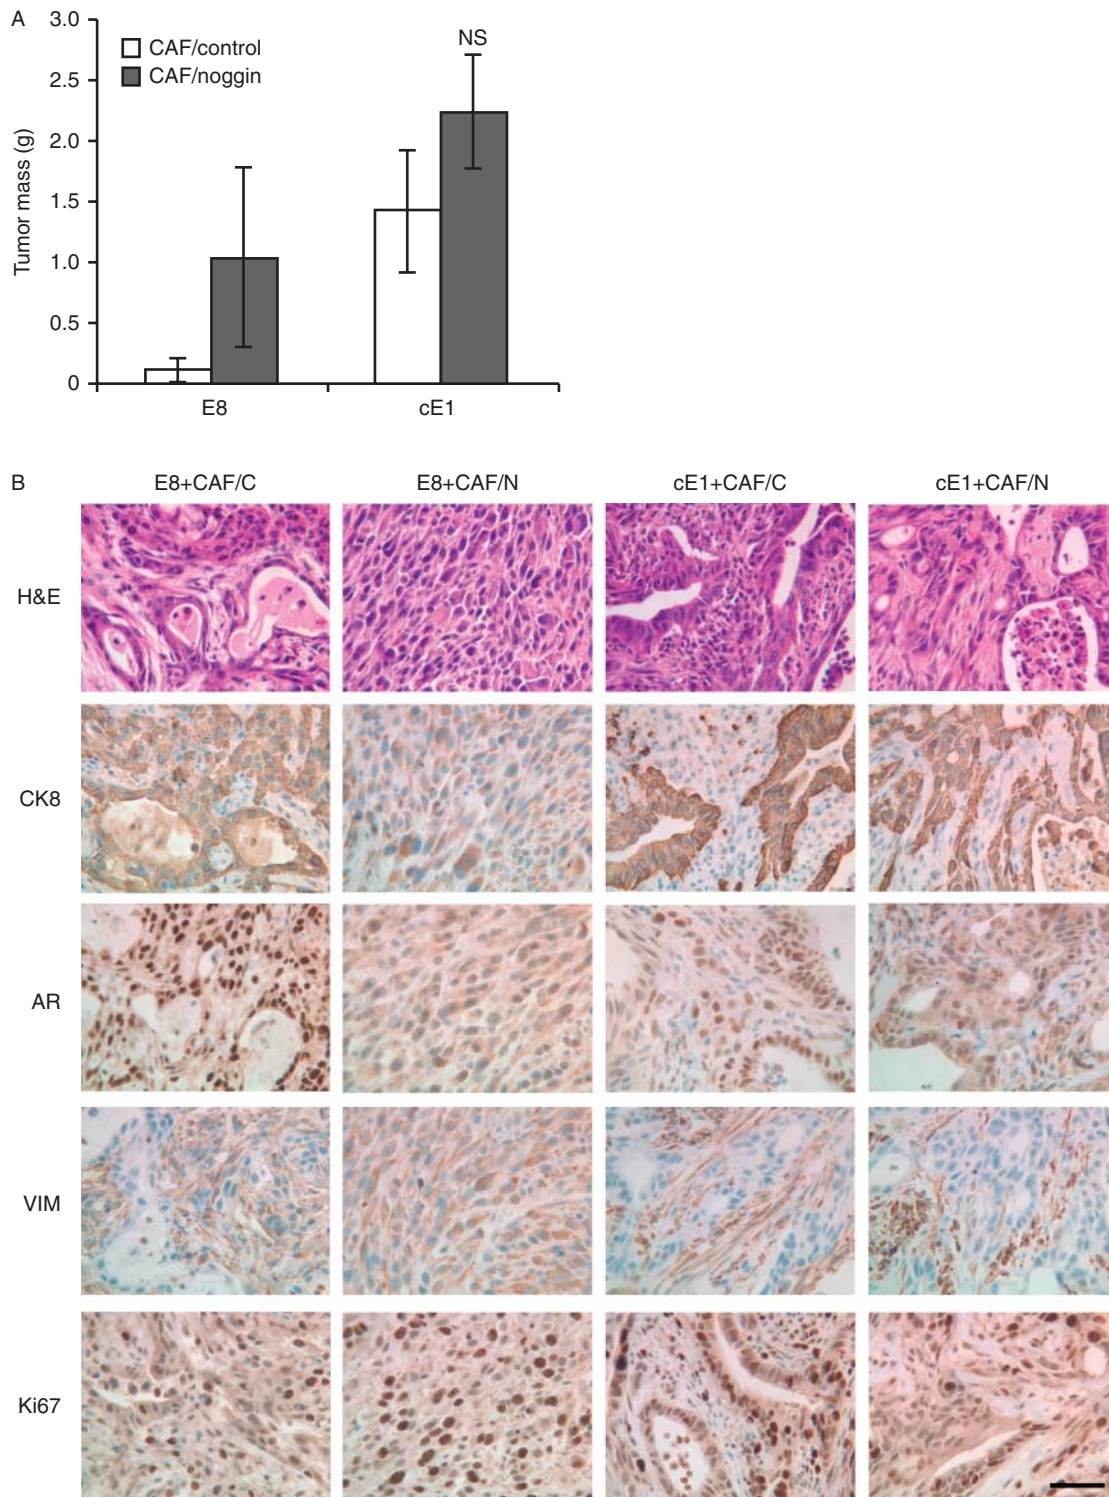 A
3.0
2.5
2.0
1.5
1.0
0.5
0
Tumor mass (g)
CAF/control
CAF/noggin
NS
E8 cE1
B
E8+CAF/C E8+CAF/N cE1+CAF/C cE1+CAF/N
H&E
CK8
AR
VIM
Ki67